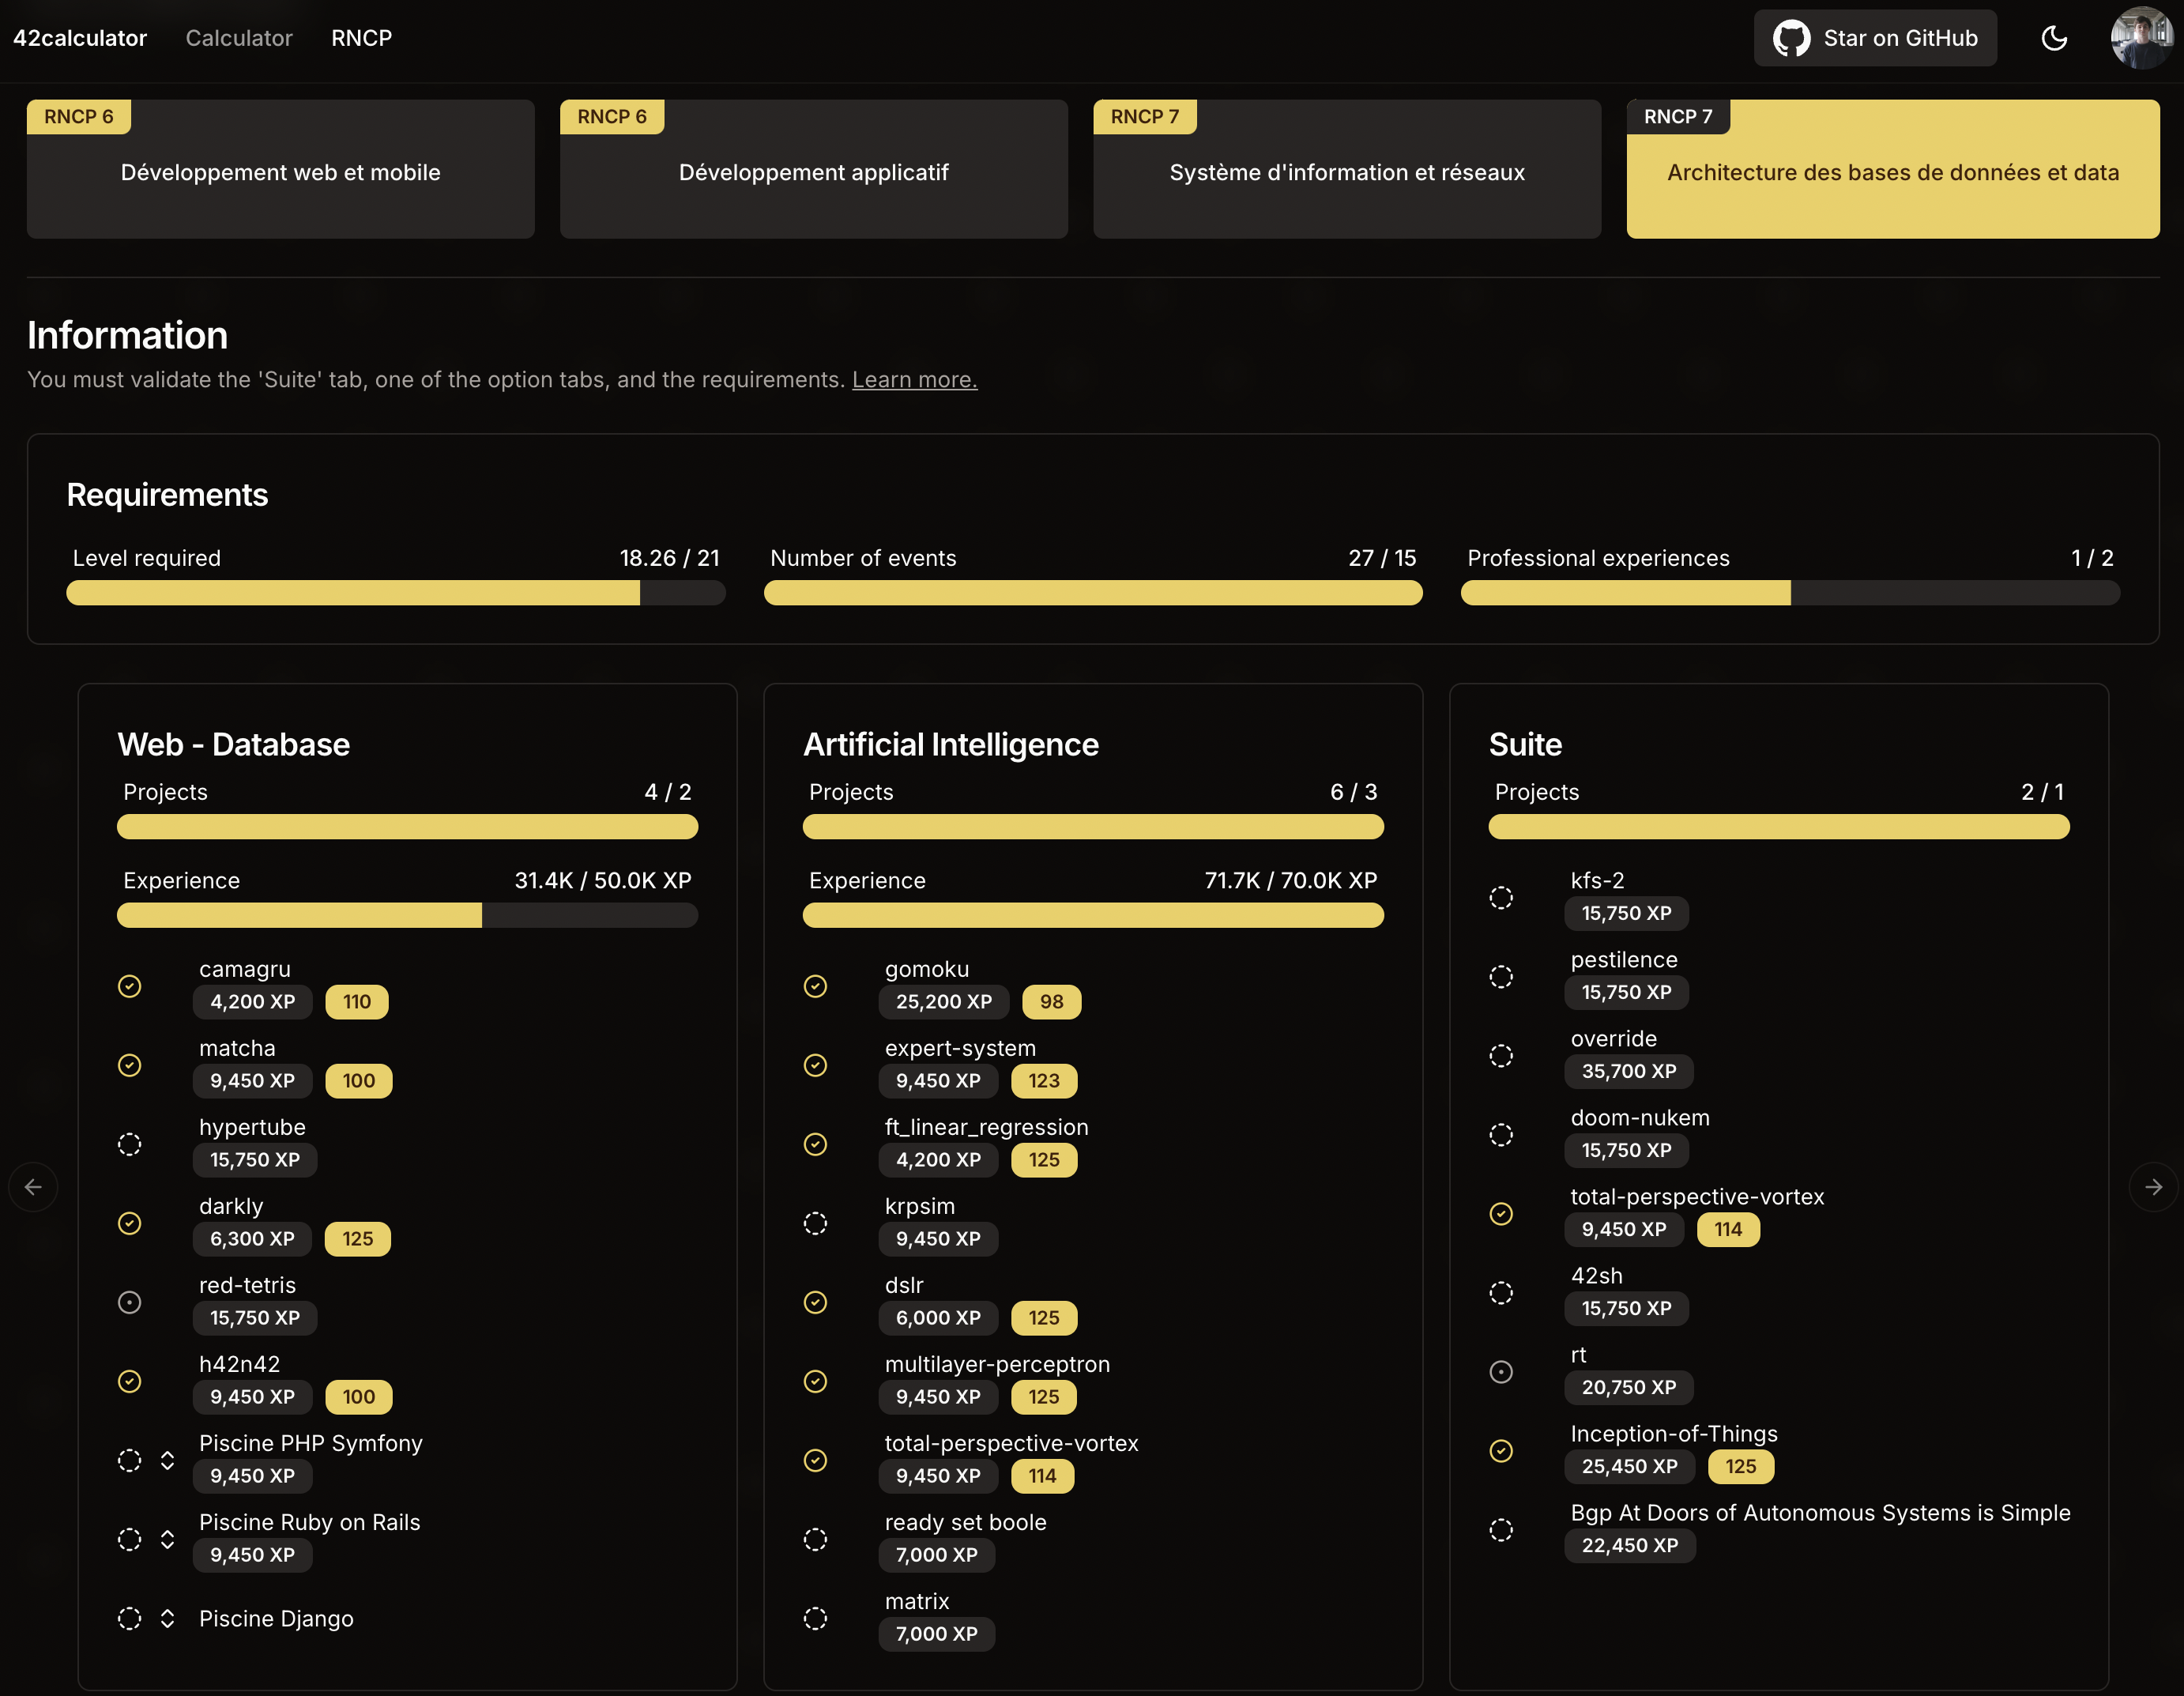 42calculator Calculator RNCP Star on GitHub
RNCP 6
Développement web et mobile
RNCP 6
Développement applicatif
RNCP 7
Système d'information et réseaux
RNCP 7
Architecture des bases de données et data
Information
You must validate the 'Suite' tab, one of the option tabs, and the requirements. Learn more.
Requirements
Level required 18.26 / 21
Number of events 27 / 15
Professional experiences 1 / 2
Web - Database
Projects 4 / 2
Experience 31.4K / 50.0K XP
camagru
4,200 XP 110
matcha
9,450 XP 100
hypertube
15,750 XP
darkly
6,300 XP 125
red-tetris
15,750 XP
h42n42
9,450 XP 100
Piscine PHP Symfony
9,450 XP
Piscine Ruby on Rails
9,450 XP
Piscine Django
Artificial Intelligence
Projects 6 / 3
Experience 71.7K / 70.0K XP
gomoku
25,200 XP 98
expert-system
9,450 XP 123
ft_linear_regression
4,200 XP 125
krpsim
9,450 XP
dslr
6,000 XP 125
multilayer-perceptron
9,450 XP 125
total-perspective-vortex
9,450 XP 114
ready set boole
7,000 XP
matrix
7,000 XP
Suite
Projects 2 / 1
kfs-2
15,750 XP
pestilence
15,750 XP
override
35,700 XP
doom-nukem
15,750 XP
total-perspective-vortex
9,450 XP 114
42sh
15,750 XP
rt
20,750 XP
Inception-of-Things
25,450 XP 125
Bgp At Doors of Autonomous Systems is Simple
22,450 XP